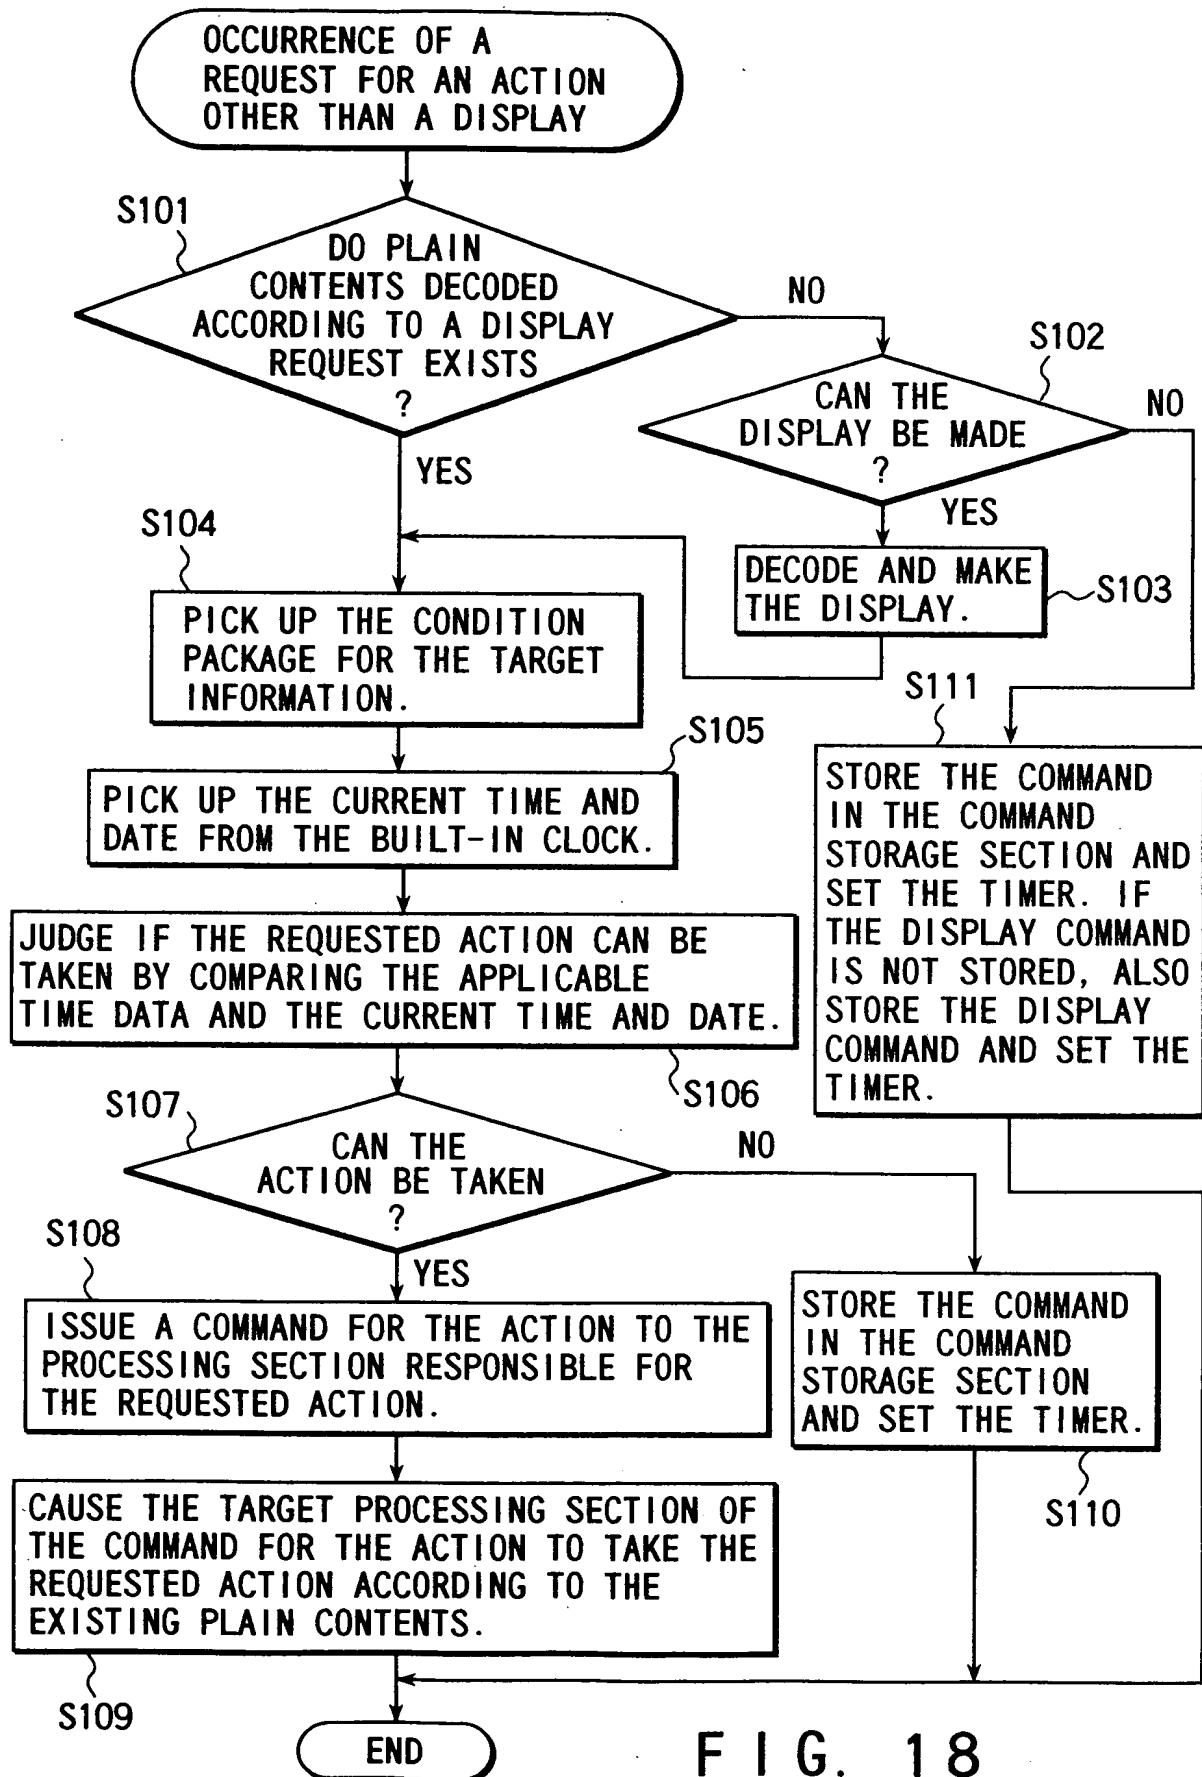 OCCURRENCE OF A
REQUEST FOR AN ACTION
OTHER THAN A DISPLAY
S101
DO PLAIN
CONTENTS DECODED
ACCORDING TO A DISPLAY
REQUEST EXISTS
?
NO
YES
S102
CAN THE
DISPLAY BE MADE
?
NO
YES
DECODE AND MAKE
THE DISPLAY.
S103
S104
PICK UP THE CONDITION
PACKAGE FOR THE TARGET
INFORMATION.
S105
PICK UP THE CURRENT TIME AND
DATE FROM THE BUILT-IN CLOCK.
S111
STORE THE COMMAND
IN THE COMMAND
STORAGE SECTION AND
SET THE TIMER. IF
THE DISPLAY COMMAND
IS NOT STORED, ALSO
STORE THE DISPLAY
COMMAND AND SET THE
TIMER.
JUDGE IF THE REQUESTED ACTION CAN BE
TAKEN BY COMPARING THE APPLICABLE
TIME DATA AND THE CURRENT TIME AND DATE.
S106
S107
CAN THE
ACTION BE TAKEN
?
NO
YES
S108
ISSUE A COMMAND FOR THE ACTION TO THE
PROCESSING SECTION RESPONSIBLE FOR
THE REQUESTED ACTION.
STORE THE COMMAND
IN THE COMMAND
STORAGE SECTION
AND SET THE TIMER.
S110
CAUSE THE TARGET PROCESSING SECTION OF
THE COMMAND FOR THE ACTION TO TAKE THE
REQUESTED ACTION ACCORDING TO THE
EXISTING PLAIN CONTENTS.
S109
END
FIG. 18